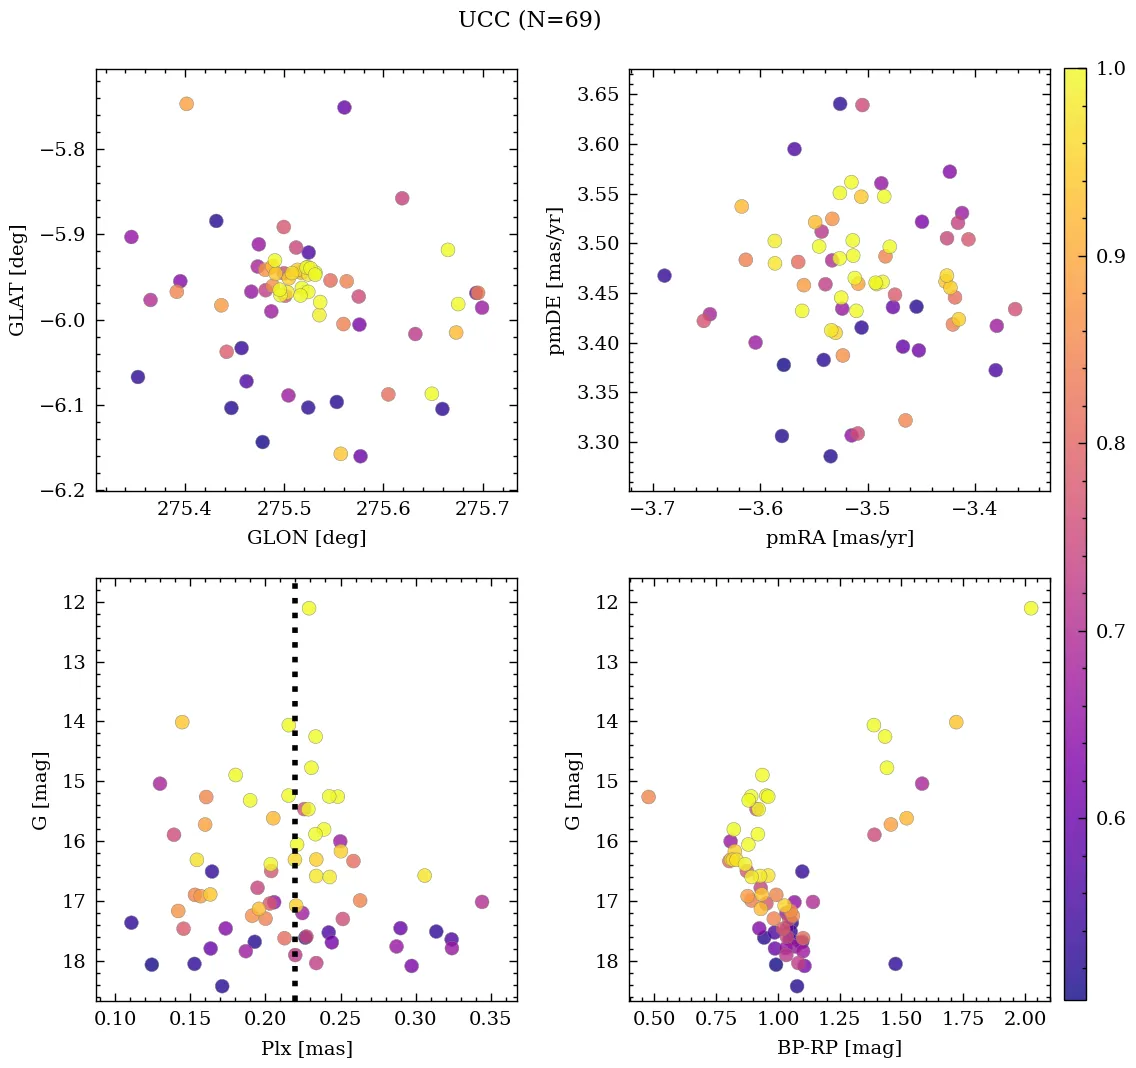 UCC (N=69)
−5.8
−5.9
−6.0
−6.1
−6.2
GLAT [deg]
275.4 275.5 275.6 275.7
GLON [deg]
3.65
3.60
3.55
3.50
3.45
3.40
3.35
3.30
pmDE [mas/yr]
−3.7 −3.6 −3.5 −3.4
pmRA [mas/yr]
12
13
14
15
16
17
18
G [mag]
0.10 0.15 0.20 0.25 0.30 0.35
Plx [mas]
12
13
14
15
16
17
18
G [mag]
0.50 0.75 1.00 1.25 1.50 1.75 2.00
BP-RP [mag]
1.0
0.9
0.8
0.7
0.6